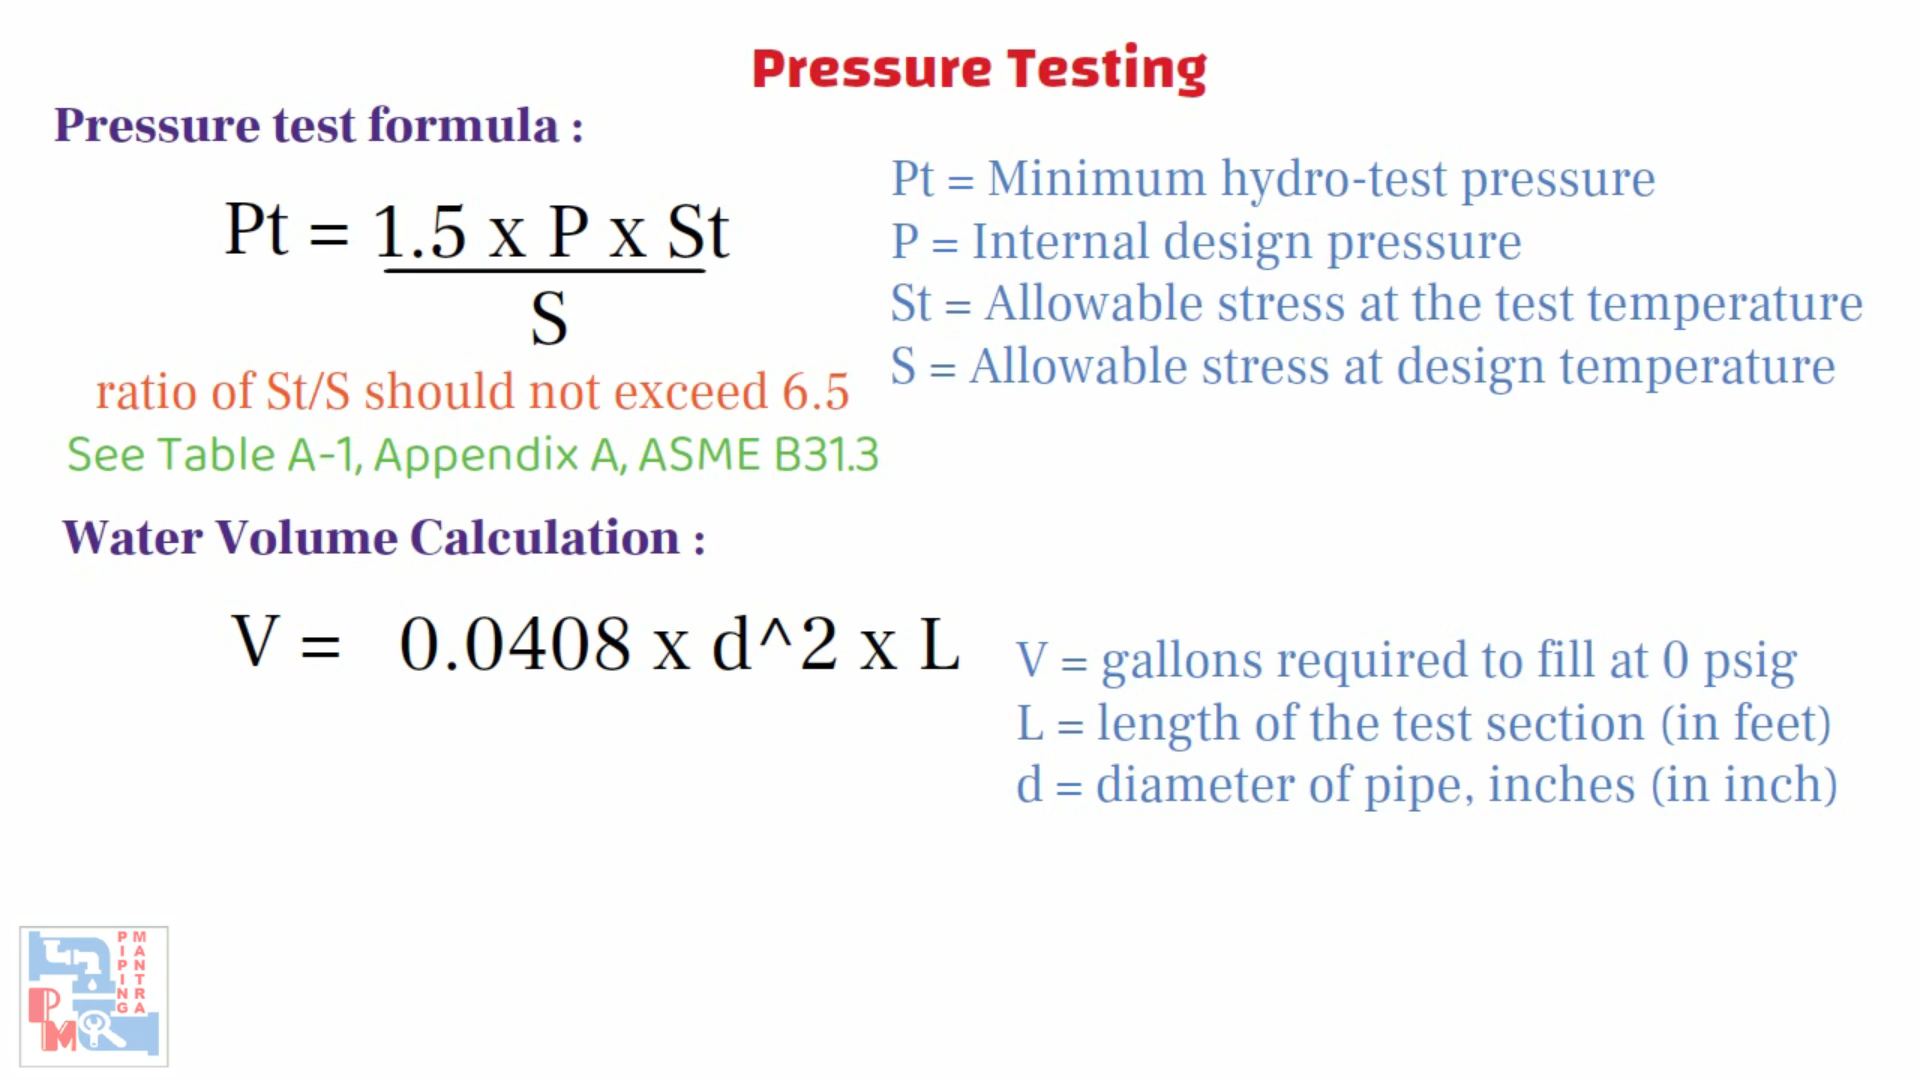 Pressure Testing
Pressure test formula :
Pt = 1.5 x P x St
S
ratio of St/S should not exceed 6.5
See Table A-1, Appendix A, ASME B31.3
Pt = Minimum hydro-test pressure
P = Internal design pressure
St = Allowable stress at the test temperature
S = Allowable stress at design temperature
Water Volume Calculation :
V = 0.0408 x d^2 x L
V = gallons required to fill at 0 psig
L = length of the test section (in feet)
d = diameter of pipe, inches (in inch)
PIPING
MANTRA
PM